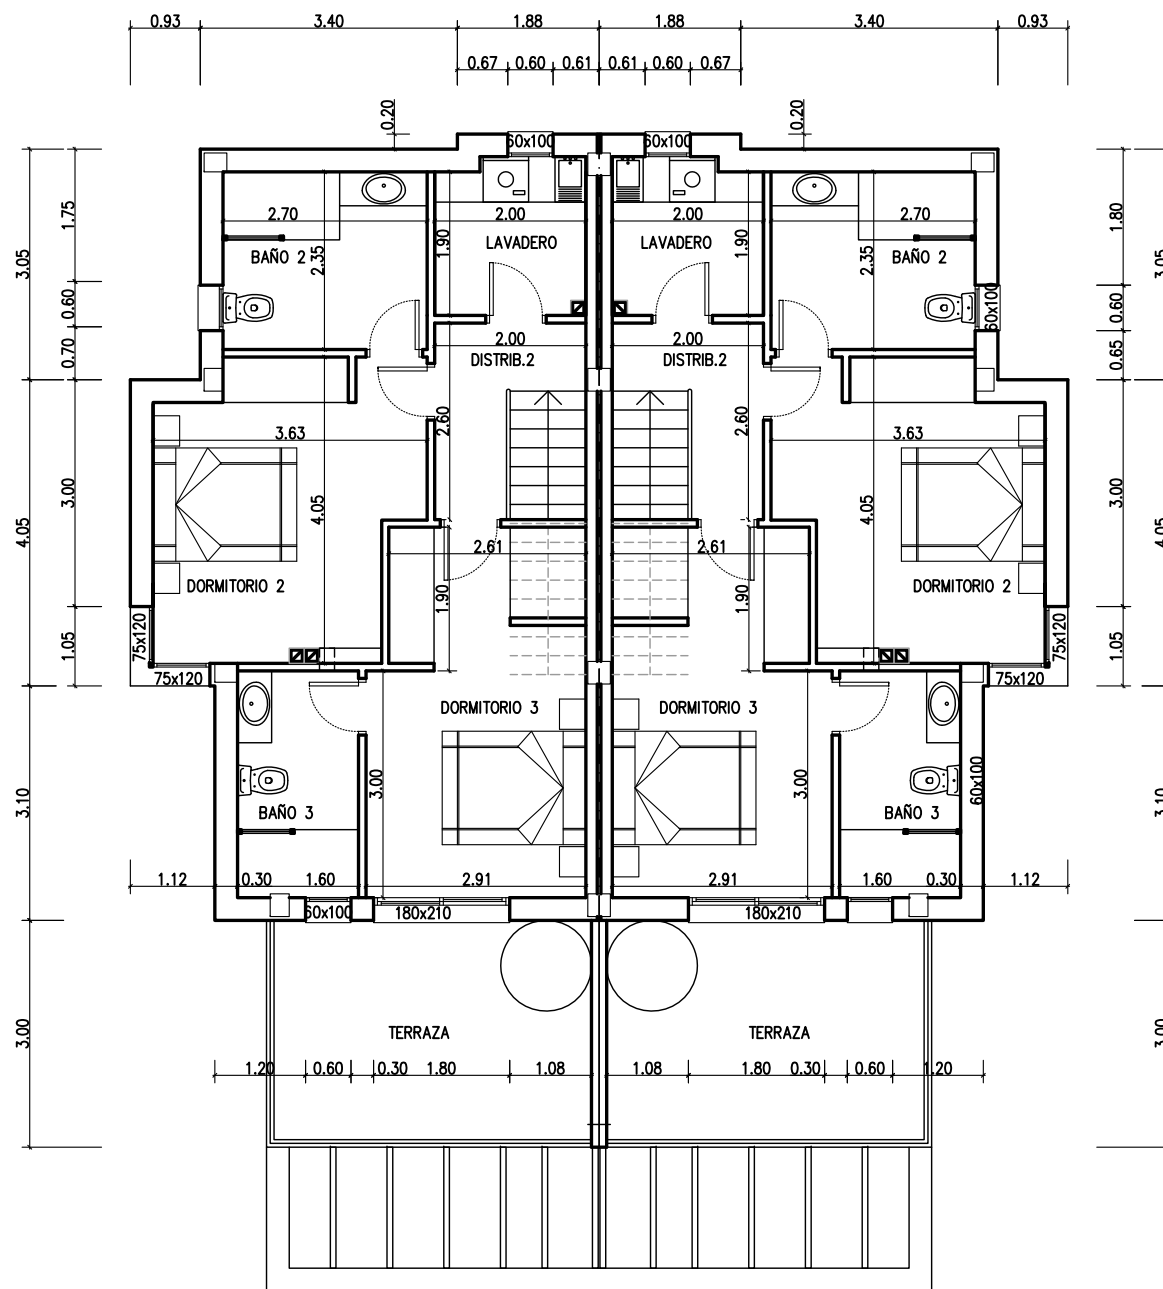 0.93 3.40 1.88 1.88 3.40 0.93
0.67 0.60 0.61 0.61 0.60 0.67
0.20 0.20
60x100 60x100
3.05 1.75 1.80 3.05
2.70 2.00 2.00 2.70
LAVADERO LAVADERO
1.90 1.90
BAÑO 2 BAÑO 2
2.35 2.35
0.60 60x100 0.60
2.00 2.00
0.70 0.65
DISTRIB.2 DISTRIB.2
2.60 2.60
3.63 3.63
3.00 3.00
4.05 4.05 4.05 4.05
2.61 2.61
DORMITORIO 2 DORMITORIO 2
1.90 1.90
75x120 75x120
1.05 1.05
75x120 75x120
DORMITORIO 3 DORMITORIO 3
3.00 3.00 60x100
3.10 3.10
BAÑO 3 BAÑO 3
1.12 0.30 1.60 2.91 2.91 1.60 0.30 1.12
60x100 180x210 180x210
3.00 3.00
TERRAZA TERRAZA
1.20 0.60 0.30 1.80 1.08 1.08 1.80 0.30 0.60 1.20